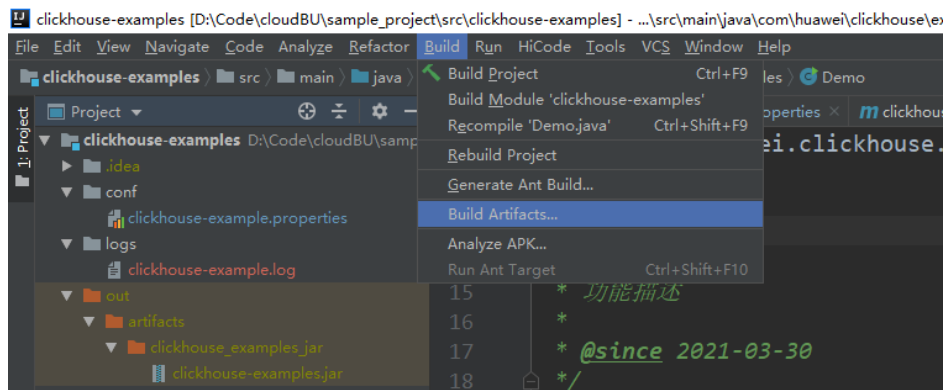 clickhouse-examples [D:\Code\cloudBU\sample_project\src\clickhouse-examples] - ...\src\main\java\com\huawei\clickhouse\ex
File Edit View Navigate Code Analyze Refactor Build Run HiCode Tools VCS Window Help
clickhouse-examples src main java les Demo
Build Project Ctrl+F9
Build Module 'clickhouse-examples'
Recompile 'Demo.java' Ctrl+Shift+F9
Rebuild Project
Generate Ant Build...
Build Artifacts...
Analyze APK...
Run Ant Target Ctrl+Shift+F10
1: Project
Project
operties clickhous
clickhouse-examples D:\Code\cloudBU\samp
ei.clickhouse.
.idea
conf
clickhouse-example.properties
logs
clickhouse-example.log
out
artifacts
clickhouse_examples_jar
clickhouse-examples.jar
15 * 功能描述
16 *
17 * @since 2021-03-30
18 */